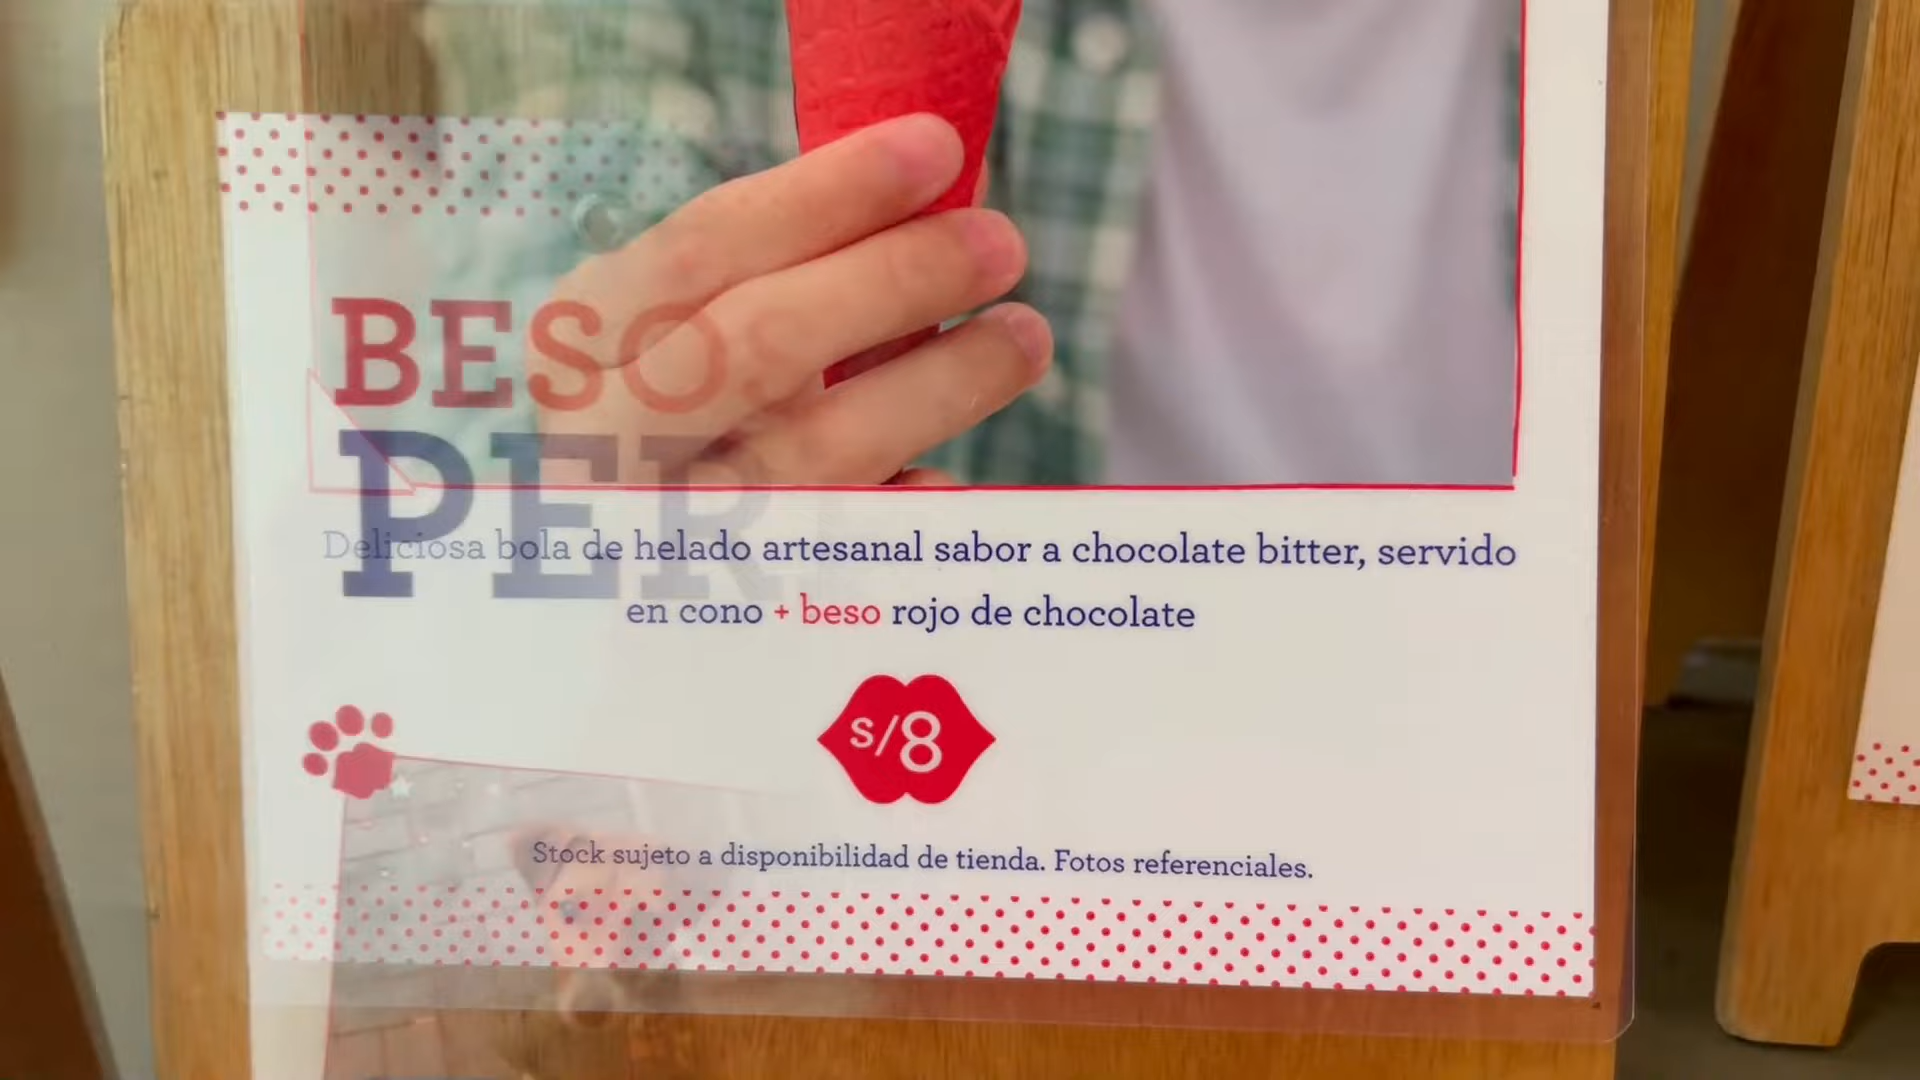 BESOS
PER
Deliciosa bola de helado artesanal sabor a chocolate bitter, servido
en cono + beso rojo de chocolate
s/8
Stock sujeto a disponibilidad de tienda. Fotos referenciales.